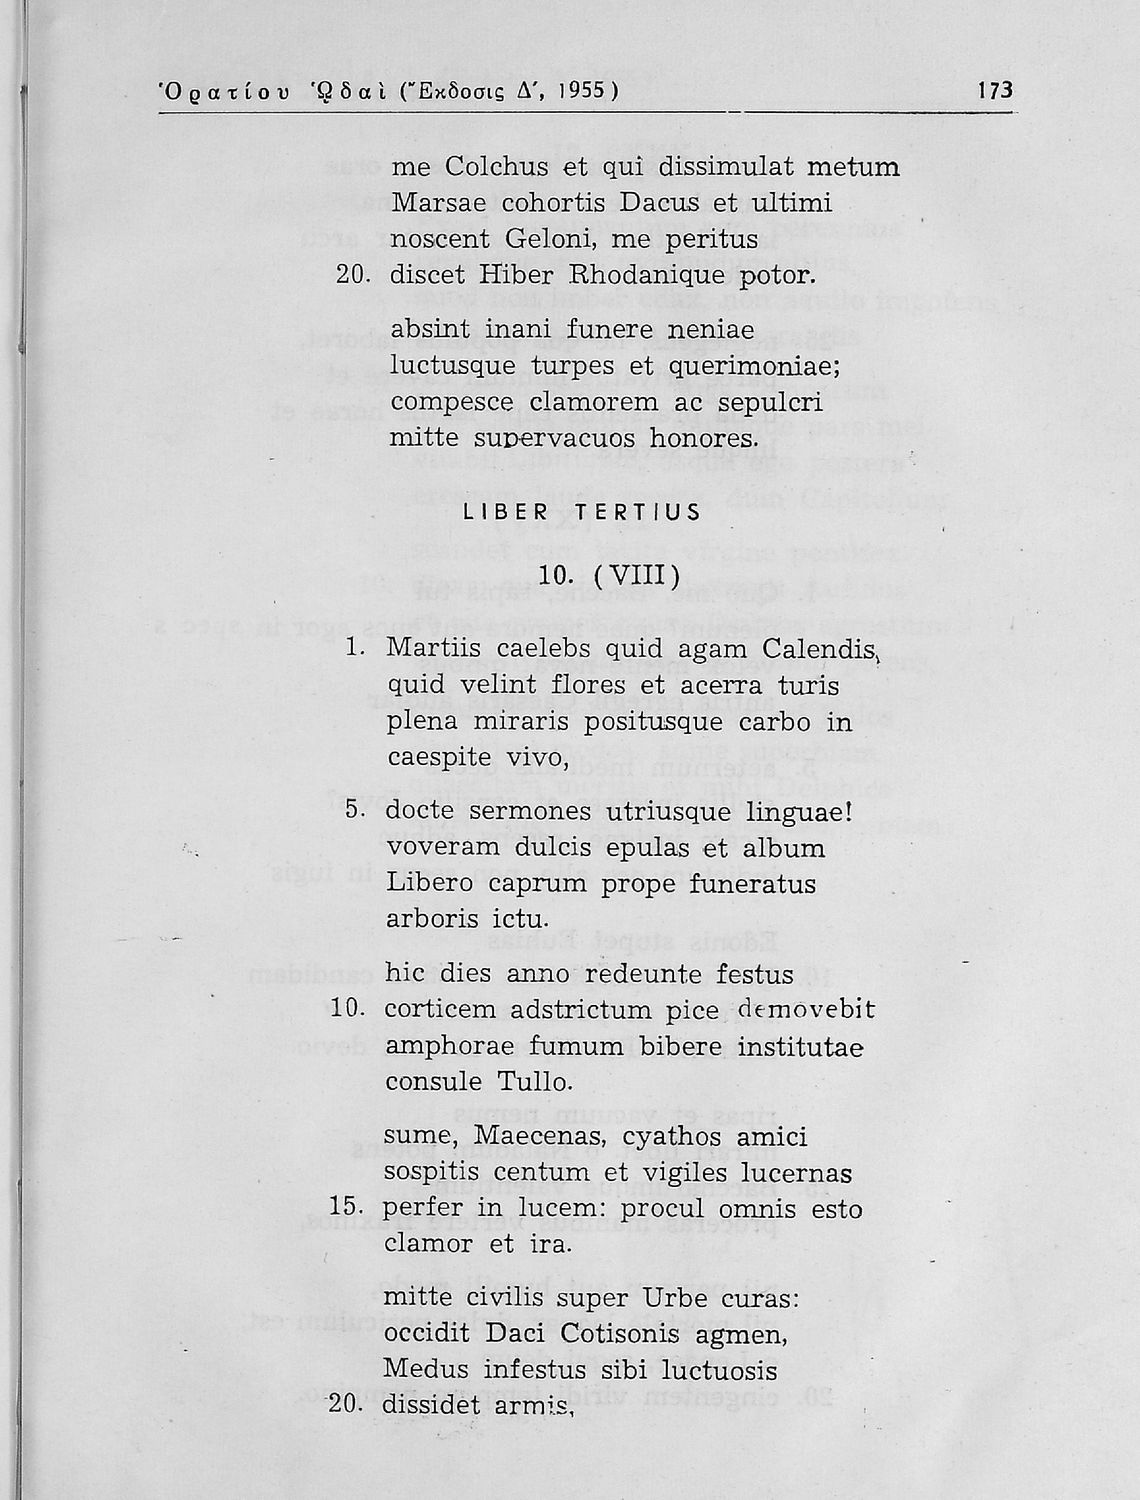 Ὁρατίου ᾨδαὶ (Ἔκδοσις Δ′, 1955) 173
me Colchus et qui dissimulat metum
Marsae cohortis Dacus et ultimi
noscent Geloni, me peritus
20. discet Hiber Rhodanique potor.
absint inani funere neniae
luctusque turpes et querimoniae;
compesce clamorem ac sepulcri
mitte supervacuos honores.
LIBER TERTIUS
10. (VIII)
1. Martiis caelebs quid agam Calendis,
quid velint flores et acerra turis
plena miraris positusque carbo in
caespite vivo,
5. docte sermones utriusque linguae!
voveram dulcis epulas et album
Libero caprum prope funeratus
arboris ictu.
hic dies anno redeunte festus
10. corticem adstrictum pice demovebit
amphorae fumum bibere institutae
consule Tullo.
sume, Maecenas, cyathos amici
sospitis centum et vigiles lucernas
15. perfer in lucem: procul omnis esto
clamor et ira.
mitte civilis super Urbe curas:
occidit Daci Cotisonis agmen,
Medus infestus sibi luctuosis
20. dissidet armis,